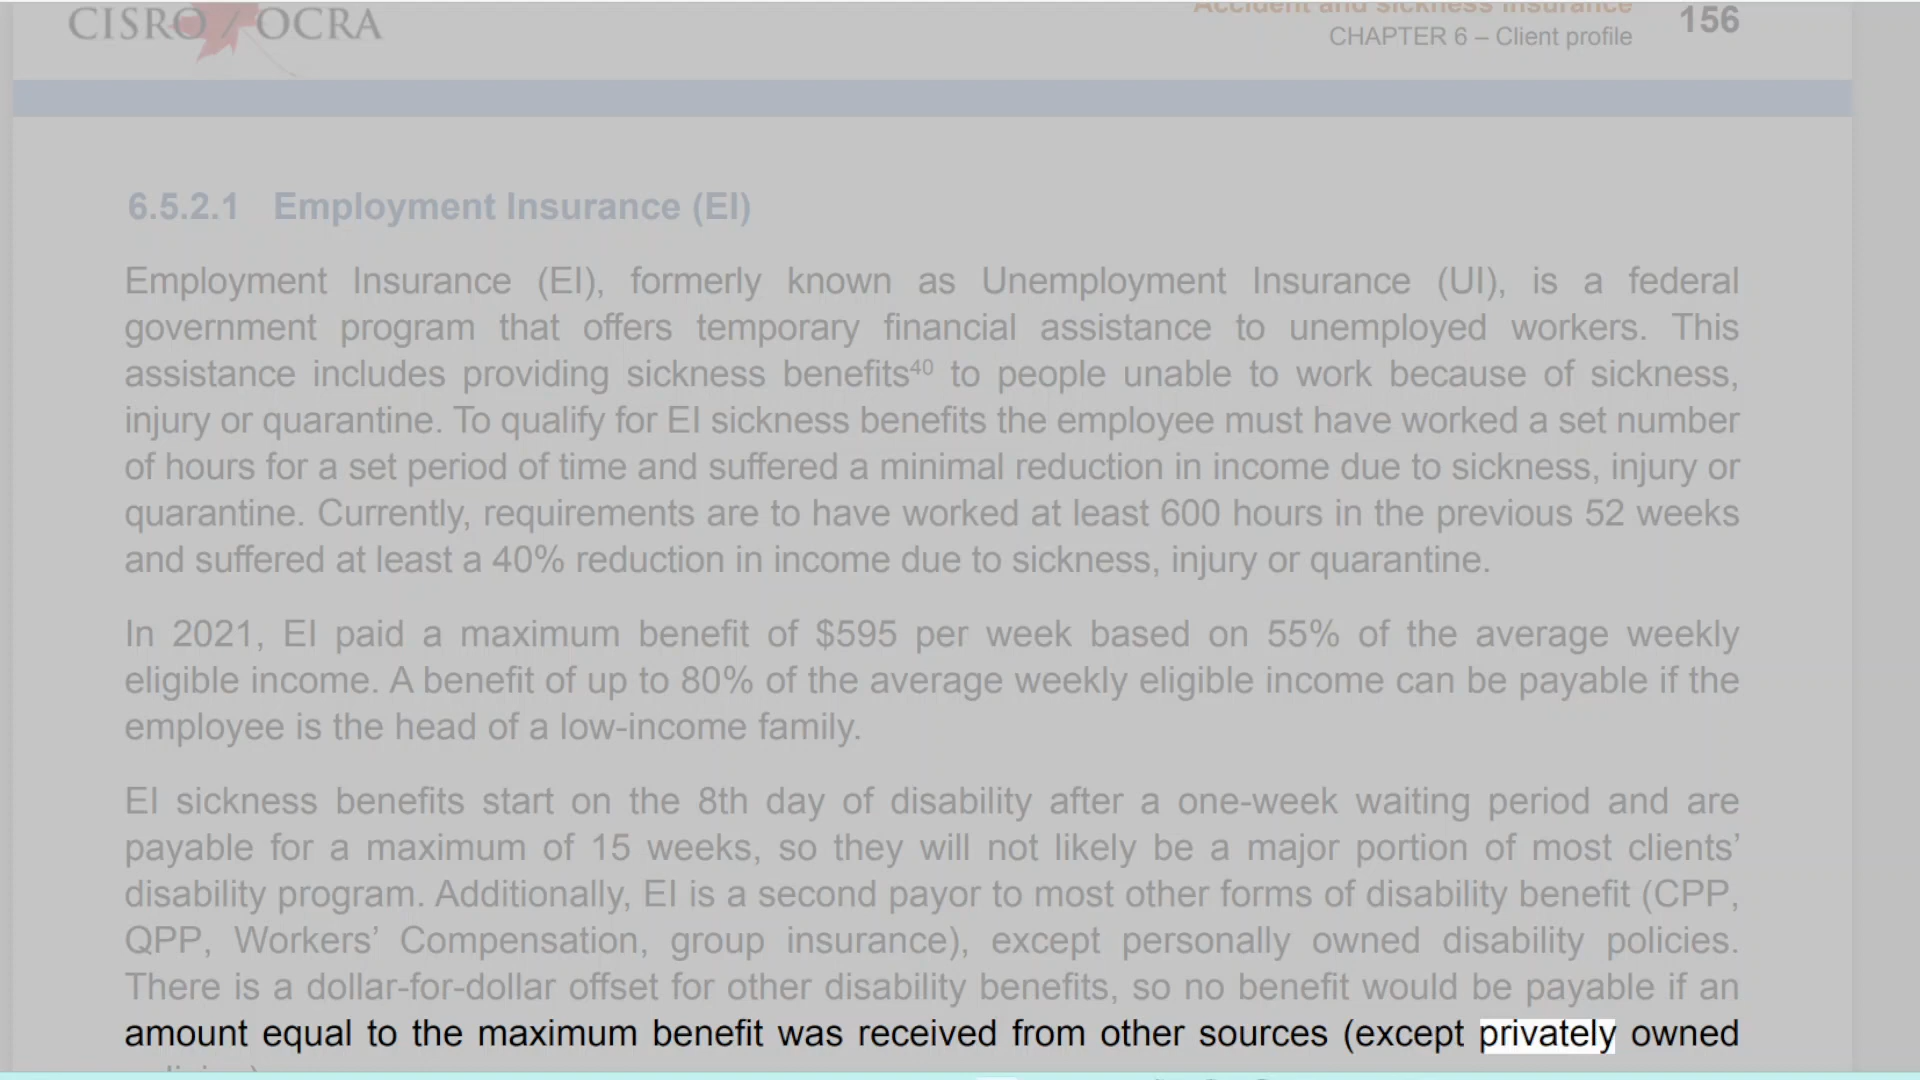 CISRO / OCRA
Accident and sickness insurance
156
CHAPTER 6 – Client profile
6.5.2.1 Employment Insurance (EI)
Employment Insurance (EI), formerly known as Unemployment Insurance (UI), is a federal
government program that offers temporary financial assistance to unemployed workers. This
assistance includes providing sickness benefits40 to people unable to work because of sickness,
injury or quarantine. To qualify for EI sickness benefits the employee must have worked a set number
of hours for a set period of time and suffered a minimal reduction in income due to sickness, injury or
quarantine. Currently, requirements are to have worked at least 600 hours in the previous 52 weeks
and suffered at least a 40% reduction in income due to sickness, injury or quarantine.
In 2021, EI paid a maximum benefit of $595 per week based on 55% of the average weekly
eligible income. A benefit of up to 80% of the average weekly eligible income can be payable if the
employee is the head of a low-income family.
EI sickness benefits start on the 8th day of disability after a one-week waiting period and are
payable for a maximum of 15 weeks, so they will not likely be a major portion of most clients’
disability program. Additionally, EI is a second payor to most other forms of disability benefit (CPP,
QPP, Workers’ Compensation, group insurance), except personally owned disability policies.
There is a dollar-for-dollar offset for other disability benefits, so no benefit would be payable if an
amount equal to the maximum benefit was received from other sources (except privately owned